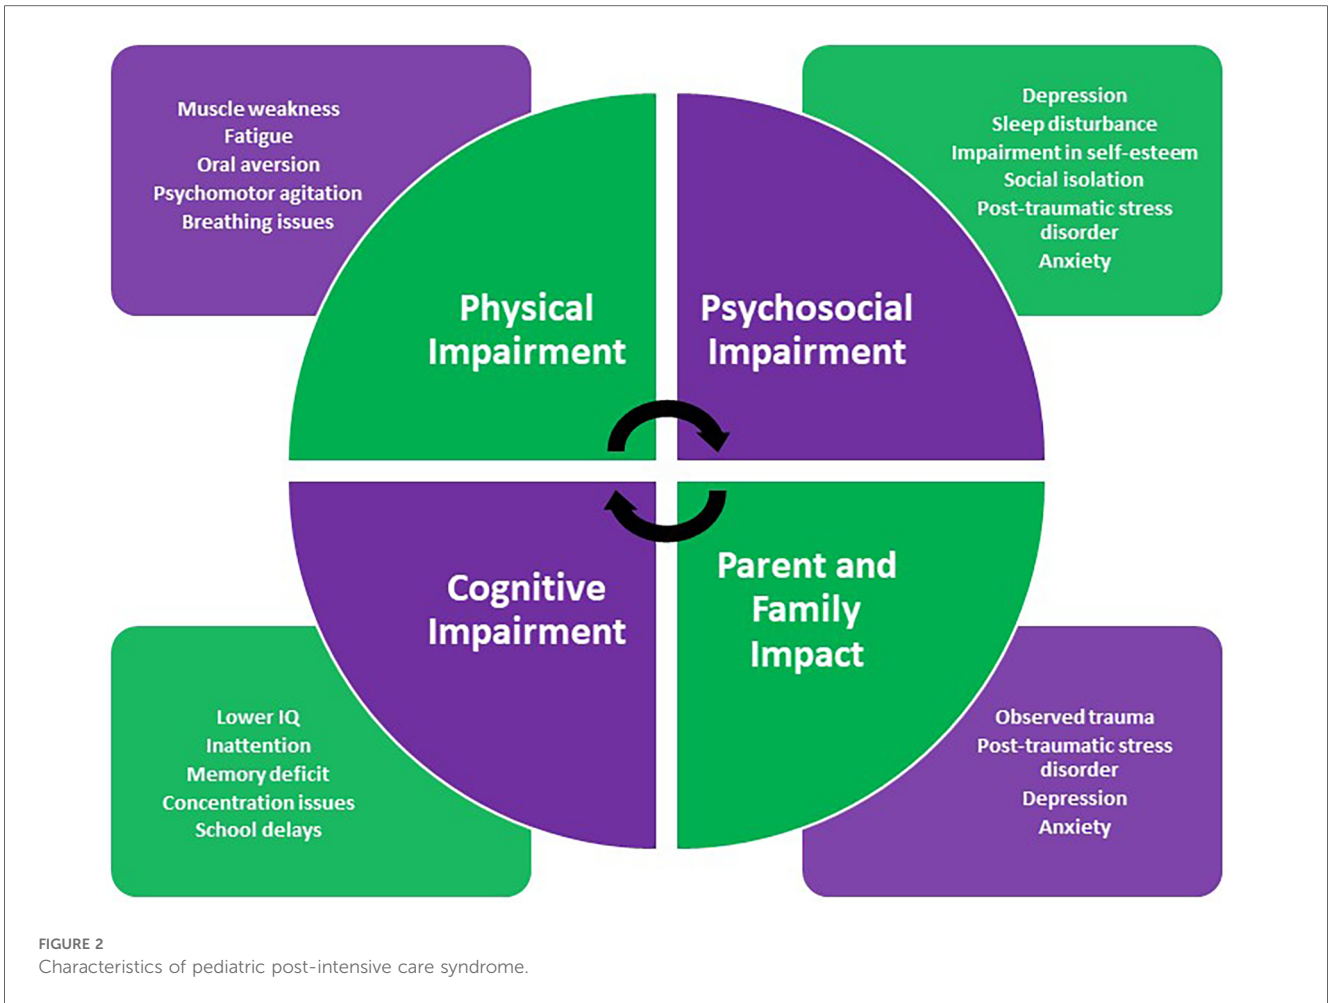 Muscle weakness
Fatigue
Oral aversion
Psychomotor agitation
Breathing issues
Depression
Sleep disturbance
Impairment in self-esteem
Social isolation
Post-traumatic stress
disorder
Anxiety
Physical
Impairment
Psychosocial
Impairment
Cognitive
Impairment
Parent and
Family
Impact
Lower IQ
Inattention
Memory deficit
Concentration issues
School delays
Observed trauma
Post-traumatic stress
disorder
Depression
Anxiety
FIGURE 2
Characteristics of pediatric post-intensive care syndrome.